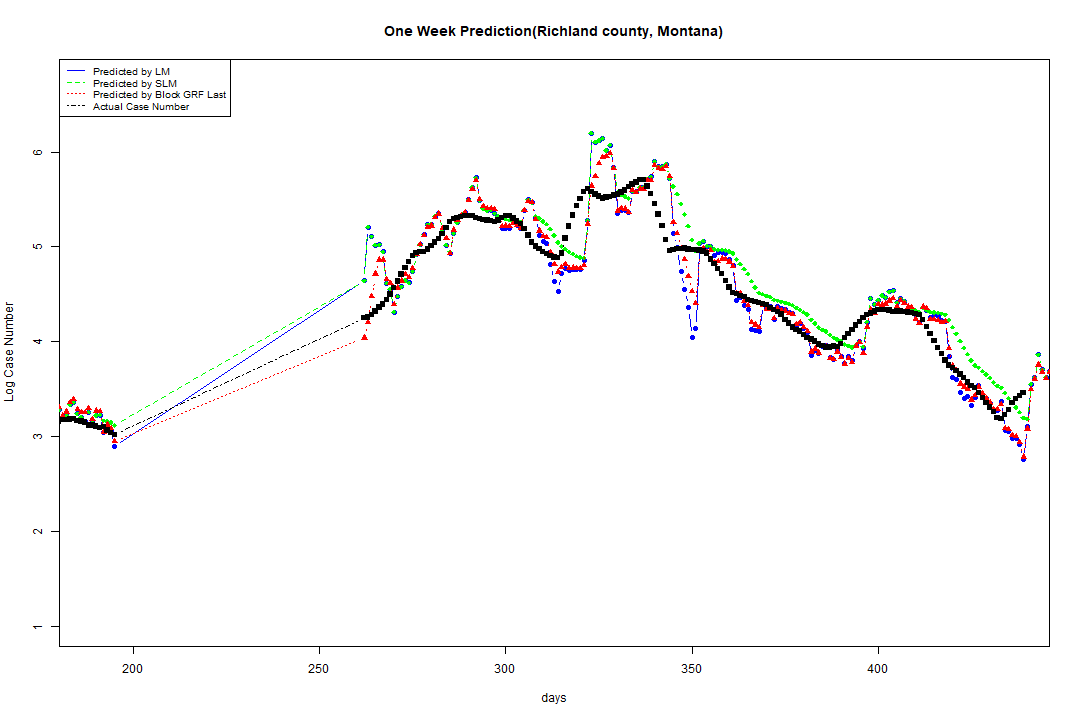 One Week Prediction(Richland county, Montana)
Predicted by LM
Predicted by SLM
Predicted by Block GRF Last
Actual Case Number
Log Case Number
6
5
4
3
2
1
200 250 300 350 400
days